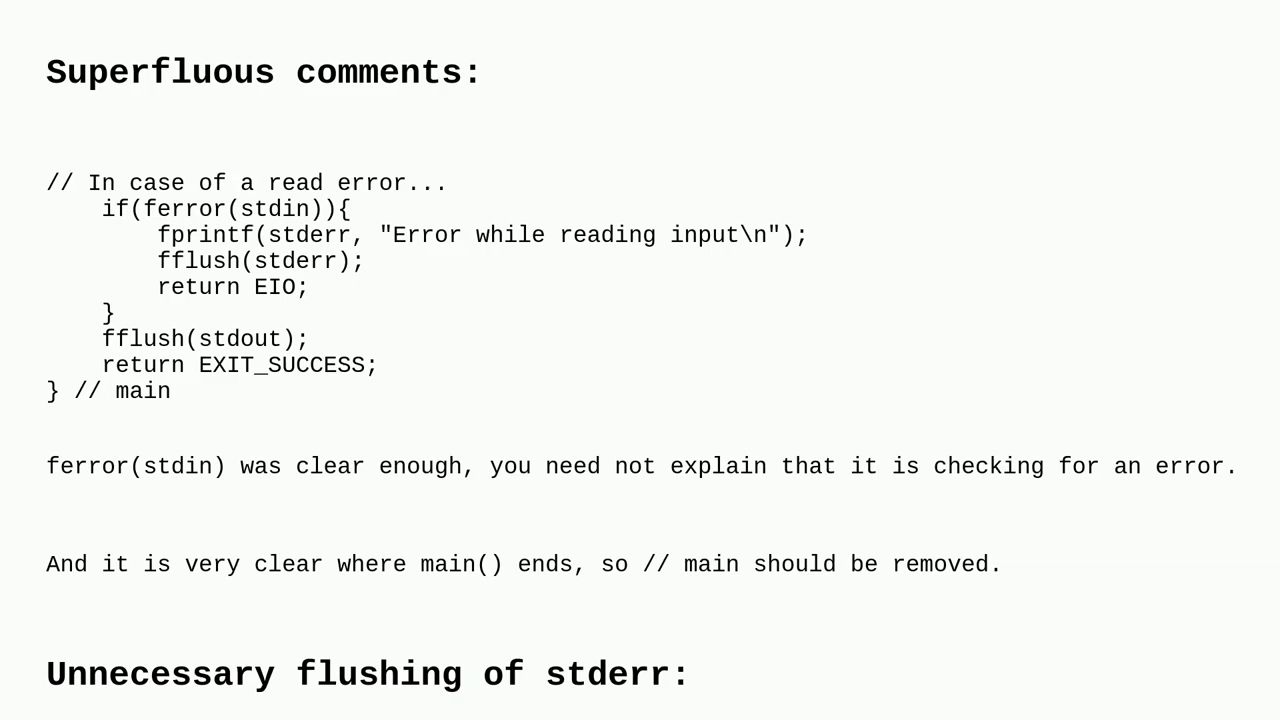 Superfluous comments:
// In case of a read error...
    if(ferror(stdin)){
        fprintf(stderr, "Error while reading input\n");
        fflush(stderr);
        return EIO;
    }
    fflush(stdout);
    return EXIT_SUCCESS;
} // main
ferror(stdin) was clear enough, you need not explain that it is checking for an error.
And it is very clear where main() ends, so // main should be removed.
Unnecessary flushing of stderr: